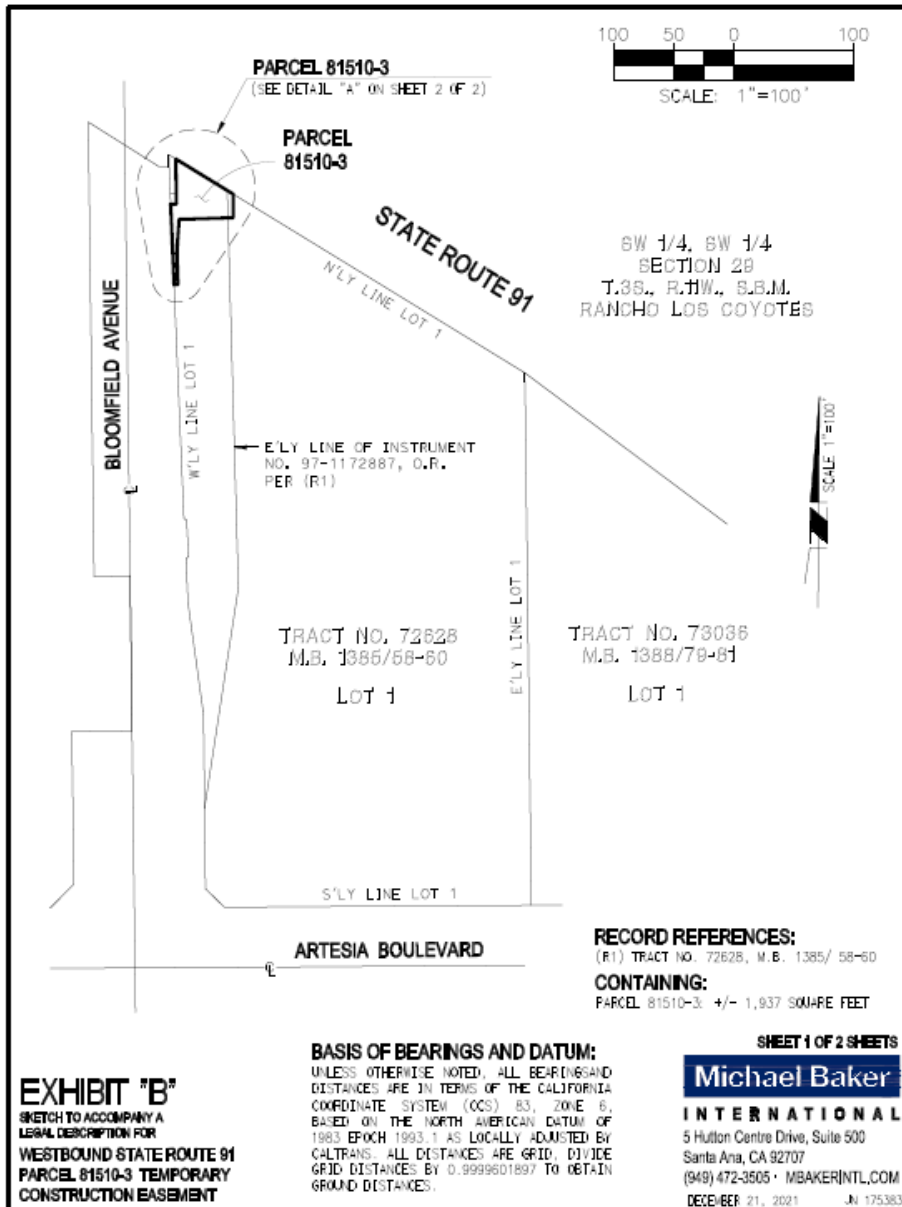 100 50 0 100
SCALE: 1"=100'
PARCEL 81510-3
(SEE DETAIL "A" ON SHEET 2 OF 2)
PARCEL
81510-3
STATE ROUTE 91
SW 1/4, SW 1/4
SECTION 29
T.3S., R.11W., S.B.M.
RANCHO LOS COYOTES
N'LY LINE LOT 1
BLOOMFIELD AVENUE
W'LY LINE LOT 1
E'LY LINE OF INSTRUMENT
NO. 97-1172887, O.R.
PER (R1)
SCALE 1"=100'
TRACT NO. 72628
M.B. 1385/58-60
LOT 1
E'LY LINE LOT 1
TRACT NO. 73036
M.B. 1388/79-81
LOT 1
S'LY LINE LOT 1
ARTESIA BOULEVARD
RECORD REFERENCES:
(R1) TRACT NO. 72628, M.B. 1385/ 58-60
CONTAINING:
PARCEL 81510-3: +/- 1,937 SQUARE FEET
SHEET 1 OF 2 SHEETS
EXHIBIT "B"
SKETCH TO ACCOMPANY A
LEGAL DESCRIPTION FOR
WESTBOUND STATE ROUTE 91
PARCEL 81510-3 TEMPORARY
CONSTRUCTION EASEMENT
BASIS OF BEARINGS AND DATUM:
UNLESS OTHERWISE NOTED, ALL BEARINGSAND
DISTANCES ARE IN TERMS OF THE CALIFORNIA
COORDINATE SYSTEM (CCS) 83, ZONE 6,
BASED ON THE NORTH AMERICAN DATUM OF
1983 EPOCH 1993.1 AS LOCALLY ADJUSTED BY
CALTRANS. ALL DISTANCES ARE GRID, DIVIDE
GRID DISTANCES BY 0.9999601897 TO OBTAIN
GROUND DISTANCES.
Michael Baker
INTERNATIONAL
5 Hutton Centre Drive, Suite 500
Santa Ana, CA 92707
(949) 472-3505 · MBAKERINTL.COM
DECEMBER 21, 2021 JN 175383